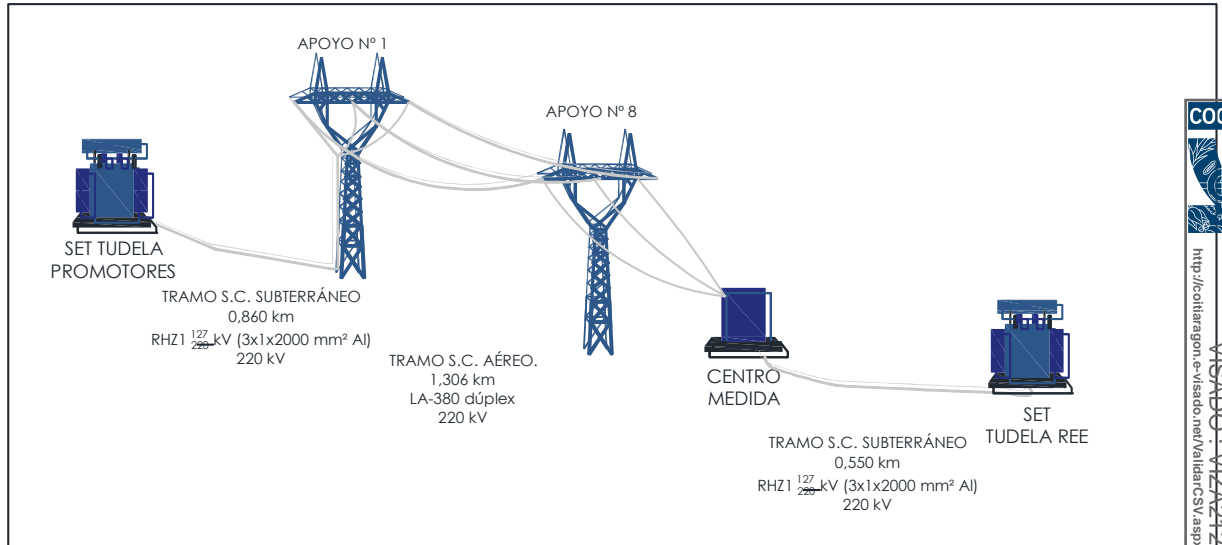 APOYO Nº 1
APOYO Nº 8
SET TUDELA
PROMOTORES
TRAMO S.C. SUBTERRÁNEO
0,860 km
RHZ1 127/220 kV (3x1x2000 mm² Al)
220 kV
TRAMO S.C. AÉREO.
1,306 km
LA-380 dúplex
220 kV
CENTRO
MEDIDA
SET
TUDELA REE
TRAMO S.C. SUBTERRÁNEO
0,550 km
RHZ1 127/220 kV (3x1x2000 mm² Al)
220 kV
http://coitiaragon.e-visado.net/ValidarCSV.aspx
VISADO :